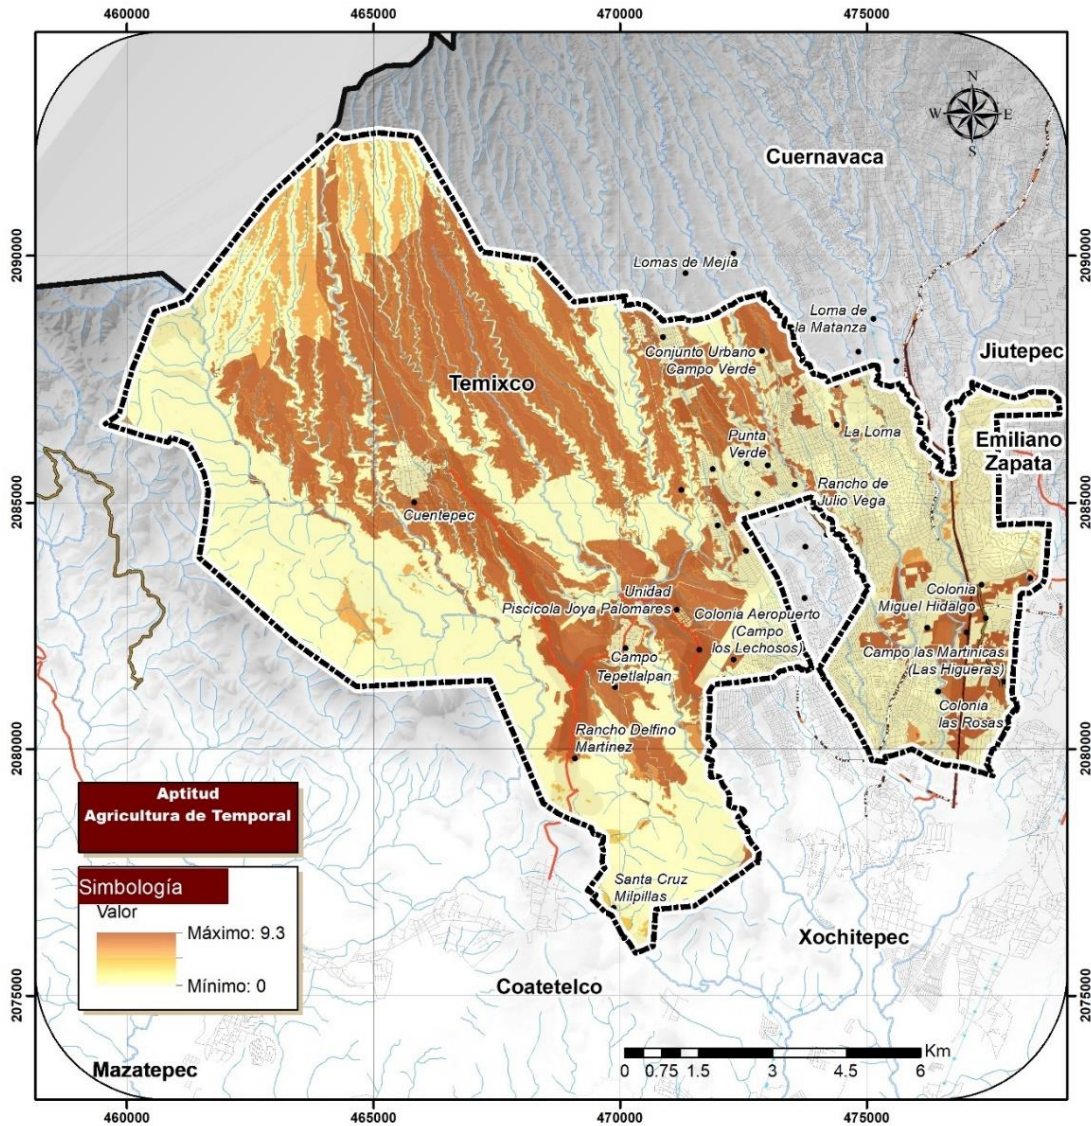 460000
465000
470000
475000
N
W
E
S
Cuernavaca
2090000
2090000
Lomas de Mejía
Loma de
la Matanza
Jiutepec
Conjunto Urbano
Campo Verde
Temixco
Emiliano
Zapata
La Loma
Punta
Verde
Rancho de
Julio Vega
2085000
2085000
Cuentepec
Unidad
Piscicola Joya Palomares
Colonia
Miguel Hidalgo
Colonia Aeropuerto
(Campo
los Lechosos)
Campo
Tepetlalpan
Campo las Martinicas
(Las Higueras)
Colonia
las Rosas
Rancho Delfino
Martinez
2080000
2080000
Aptitud
Agricultura de Temporal
Simbología
Valor
Máximo: 9.3
Mínimo: 0
Santa Cruz
Milpillas
Xochitepec
Coatetelco
2075000
2075000
Mazatepec
Km
0 0.75 1.5 3 4.5 6
460000
465000
470000
475000